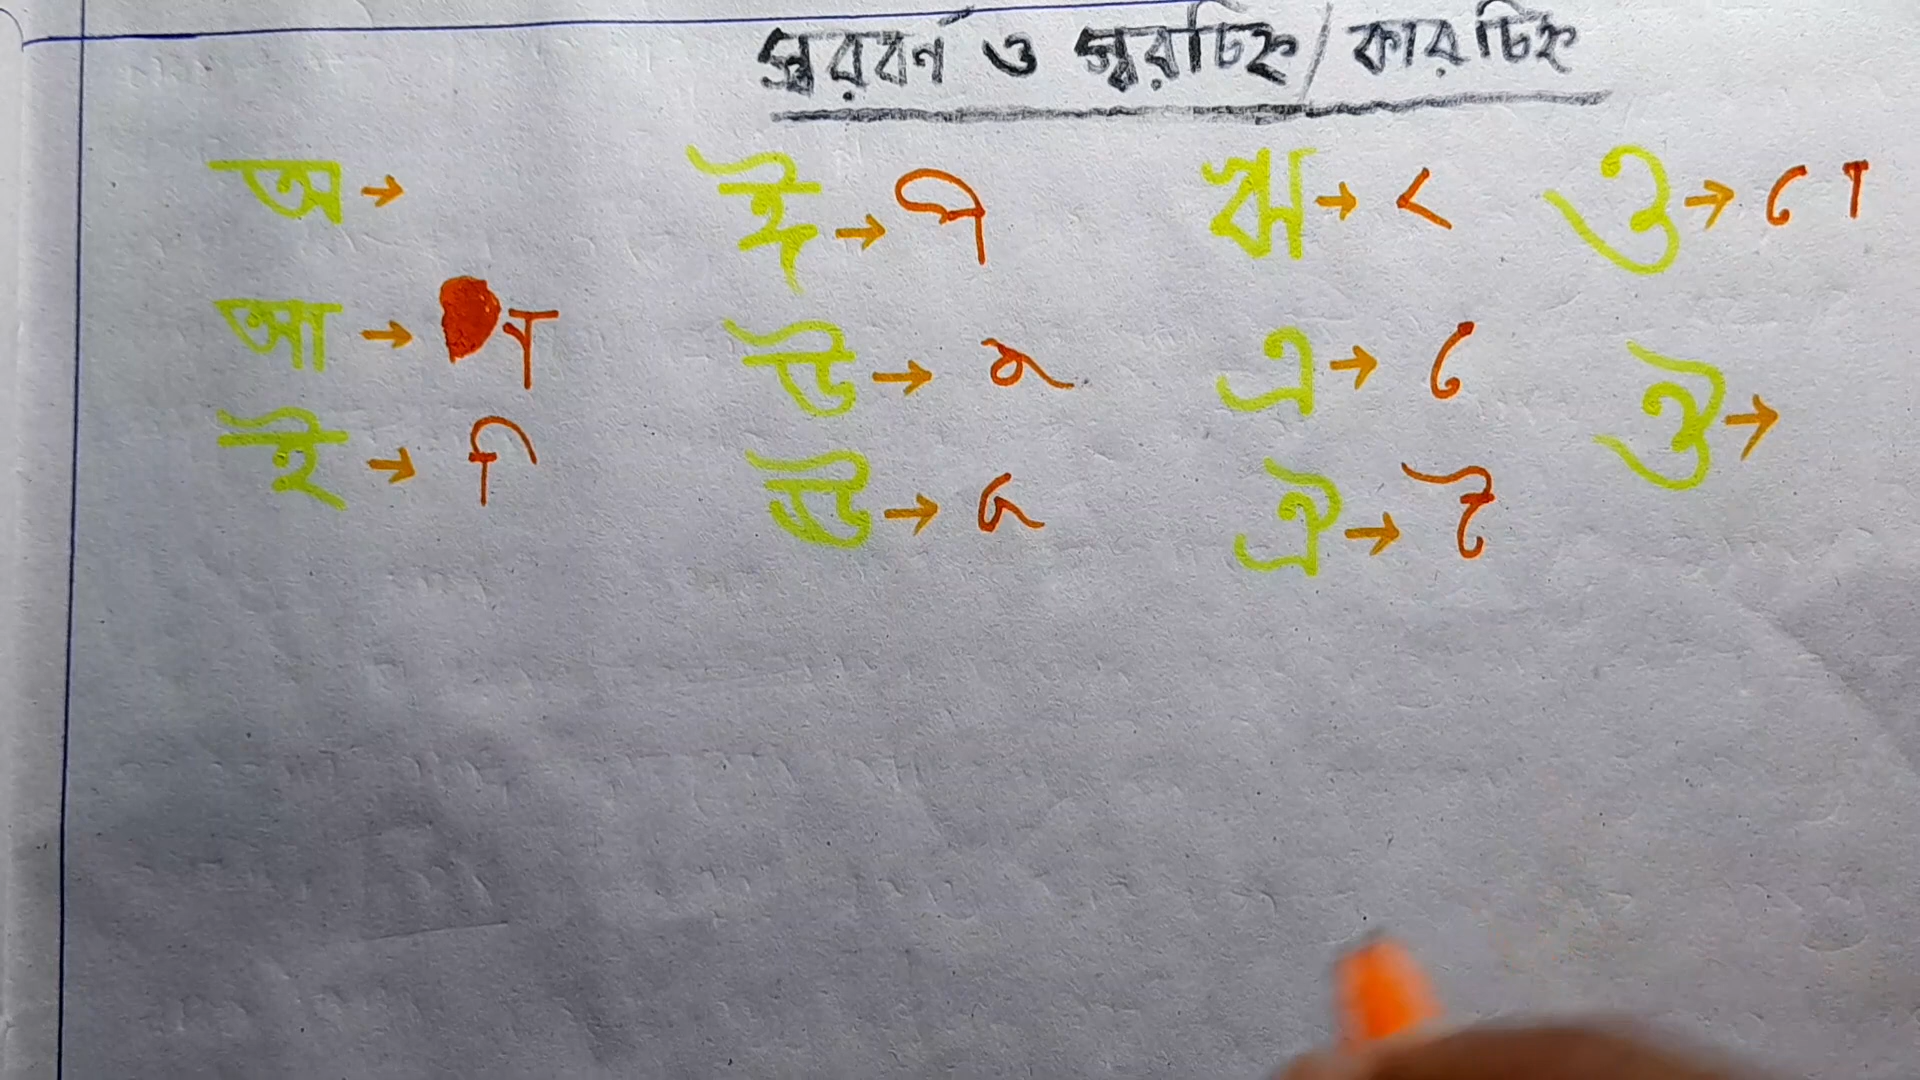 স্বরবর্ণ ও স্বরচিহ্ন/কারচিহ্ন
অ →
আ → া
ই → ি
ঈ → ী
উ → ু
ঊ → ূ
ঋ → ৃ
এ → ে
ঐ → ৈ
ও → ো
ঔ →